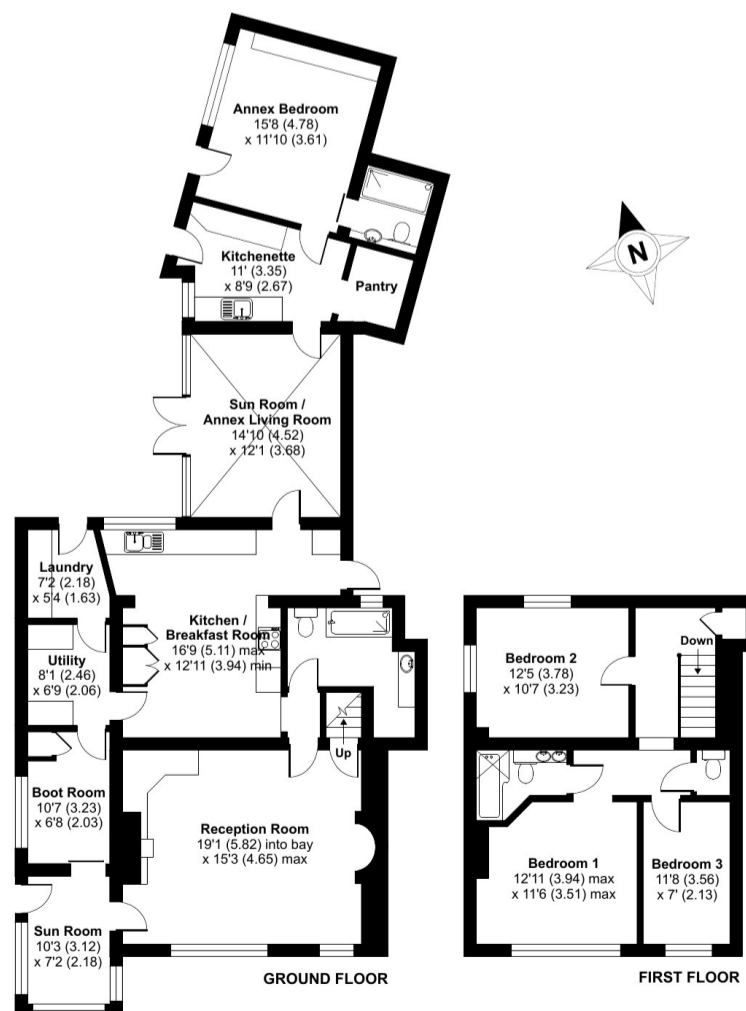 Annex Bedroom
15'8 (4.78)
x 11'10 (3.61)
N
Kitchenette
11' (3.35)
x 8'9 (2.67)
Pantry
Sun Room /
Annex Living Room
14'10 (4.52)
x 12'1 (3.68)
Laundry
7'2 (2.18)
x 5'4 (1.63)
Kitchen /
Breakfast Room
16'9 (5.11) max
x 12'11 (3.94) min
Utility
8'1 (2.46)
x 6'9 (2.06)
Up
Boot Room
10'7 (3.23)
x 6'8 (2.03)
Reception Room
19'1 (5.82) into bay
x 15'3 (4.65) max
Sun Room
10'3 (3.12)
x 7'2 (2.18)
GROUND FLOOR
Down
Bedroom 2
12'5 (3.78)
x 10'7 (3.23)
Bedroom 1
12'11 (3.94) max
x 11'6 (3.51) max
Bedroom 3
11'8 (3.56)
x 7' (2.13)
FIRST FLOOR